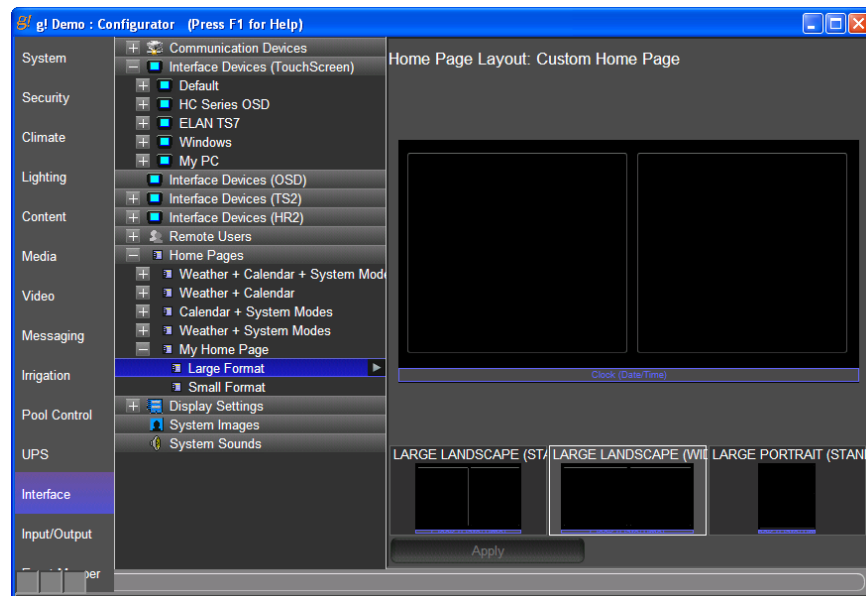 g! Demo : Configurator (Press F1 for Help)
System
Security
Climate
Lighting
Content
Media
Video
Messaging
Irrigation
Pool Control
UPS
Interface
Input/Output
Communication Devices
Interface Devices (TouchScreen)
Default
HC Series OSD
ELAN TS7
Windows
My PC
Interface Devices (OSD)
Interface Devices (TS2)
Interface Devices (HR2)
Remote Users
Home Pages
Weather + Calendar + System Mode
Weather + Calendar
Calendar + System Modes
Weather + System Modes
My Home Page
Large Format
Small Format
Display Settings
System Images
System Sounds
Home Page Layout: Custom Home Page
Clock (Date/Time)
LARGE LANDSCAPE (STA
LARGE LANDSCAPE (WID
LARGE PORTRAIT (STAN
Apply